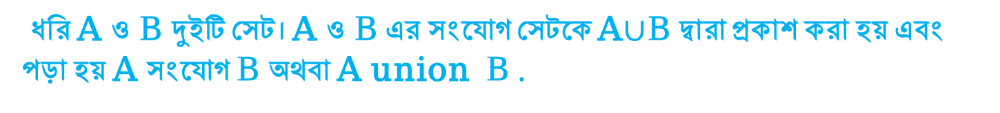 ধরি A ও B দুইটি সেট। A ও B এর সংযোগ সেটকে A∪B দ্বারা প্রকাশ করা হয় এবং
পড়া হয় A সংযোগ B অথবা A union B .